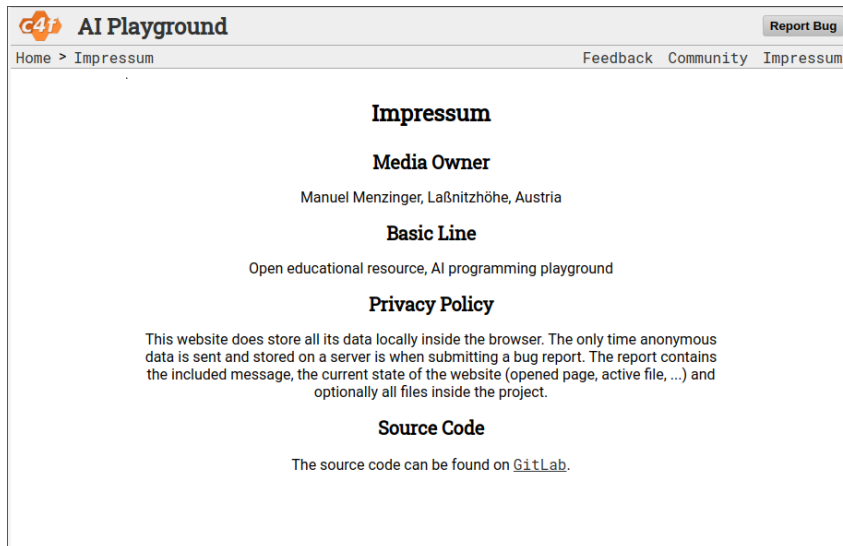 c4f AI Playground Report Bug
Home > Impressum Feedback Community Impressum
Impressum
Media Owner
Manuel Menzinger, Laßnitzhöhe, Austria
Basic Line
Open educational resource, AI programming playground
Privacy Policy
This website does store all its data locally inside the browser. The only time anonymous
data is sent and stored on a server is when submitting a bug report. The report contains
the included message, the current state of the website (opened page, active file, ...) and
optionally all files inside the project.
Source Code
The source code can be found on GitLab.